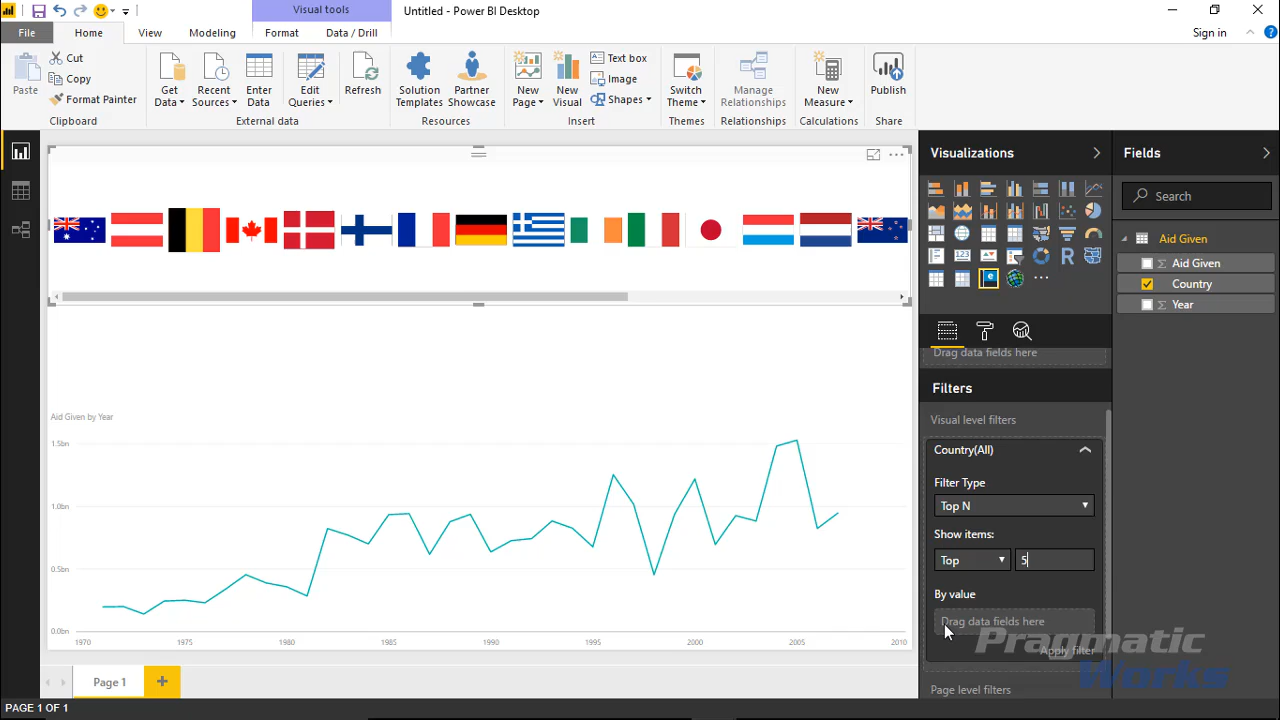 Visual tools
Untitled - Power BI Desktop
File
Home
View
Modeling
Format
Data / Drill
Sign in
Paste
Cut
Copy
Format Painter
Clipboard
Get
Data
Recent
Sources
Enter
Data
External data
Edit
Queries
Refresh
Solution
Templates
Partner
Showcase
Resources
New
Page
New
Visual
Text box
Image
Shapes
Insert
Switch
Theme
Themes
Manage
Relationships
Relationships
New
Measure
Calculations
Publish
Share
Visualizations
Fields
Search
Aid Given
Aid Given
Country
Year
Drag data fields here
Filters
Visual level filters
Country(All)
Filter Type
Top N
Show items:
Top
5
By value
Drag data fields here
Apply filter
Page level filters
Pragmatic
Works
Aid Given by Year
1.5bn
1.0bn
0.5bn
0.0bn
1970
1975
1980
1985
1990
1995
2000
2005
2010
Page 1
PAGE 1 OF 1